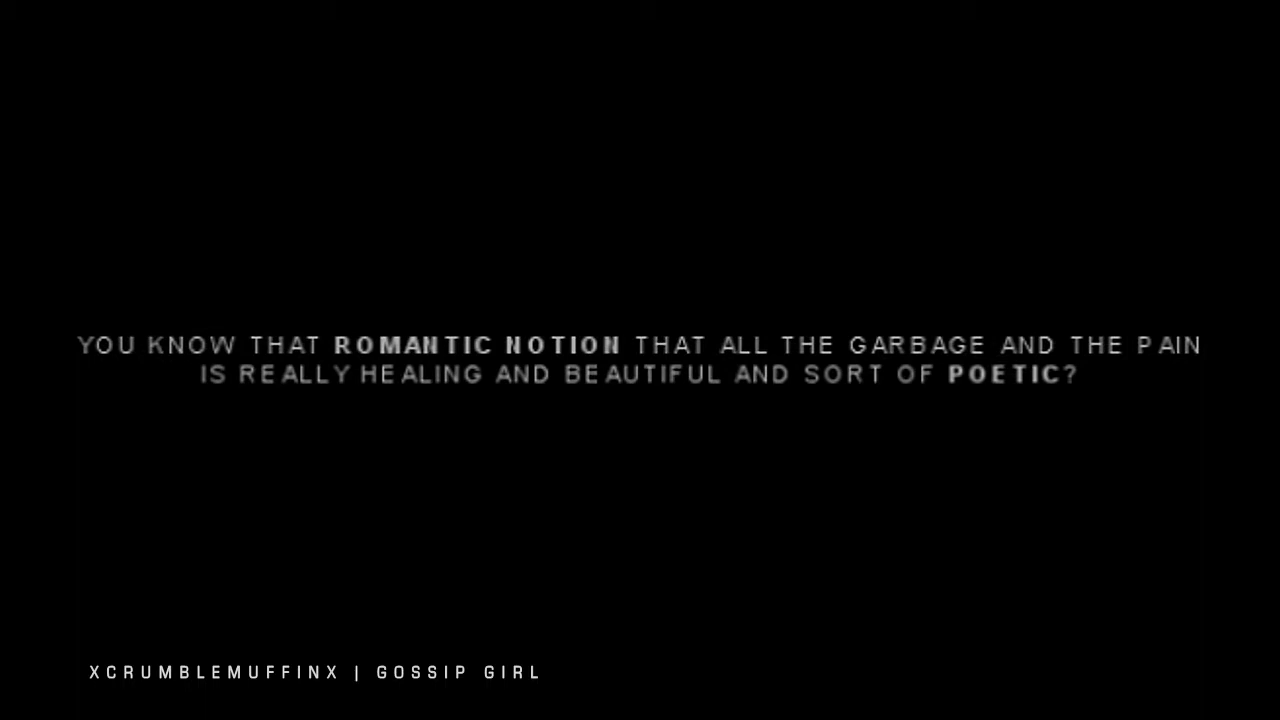 YOU KNOW THAT ROMANTIC NOTION THAT ALL THE GARBAGE AND THE PAIN
IS REALLY HEALING AND BEAUTIFUL AND SORT OF POETIC?
XCRUMBLEMUFFINX | GOSSIP GIRL